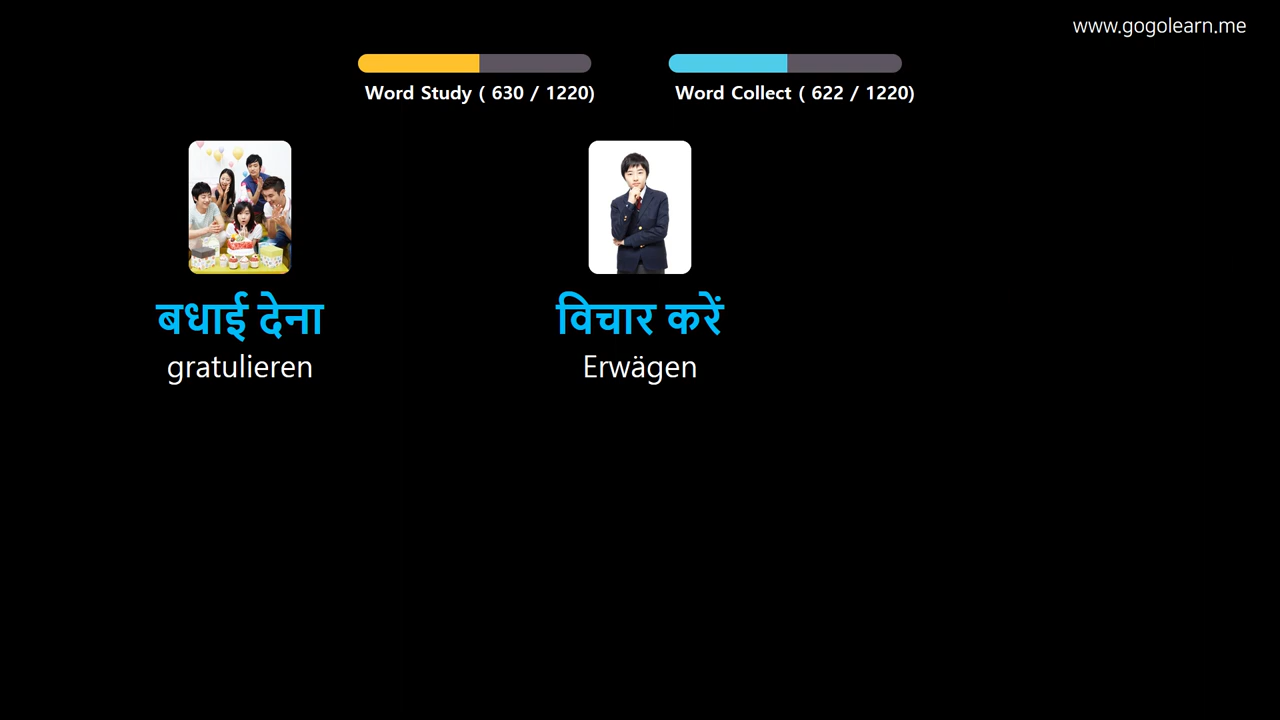 www.gogolearn.me
Word Study ( 630 / 1220)
Word Collect ( 622 / 1220)
बधाई देना
विचार करें
gratulieren
Erwägen